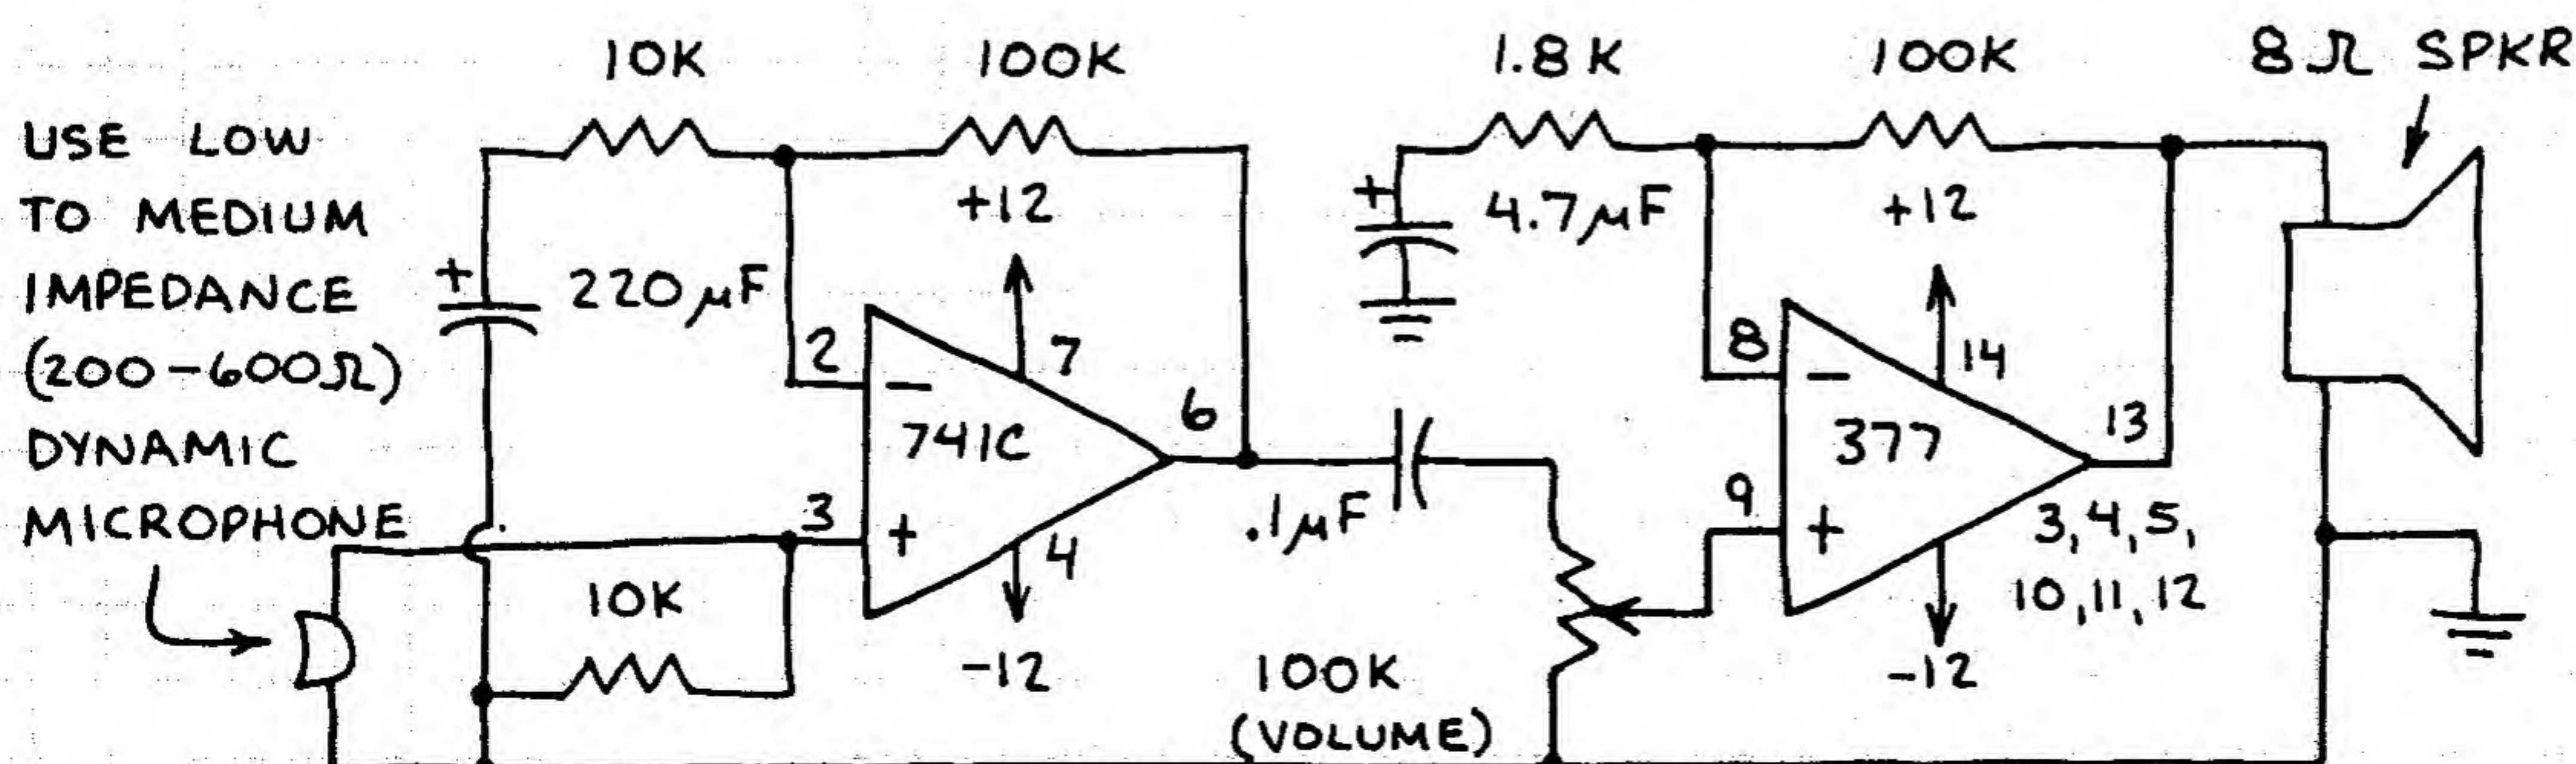 10K
100K
1.8K
100K
8Ω SPKR
USE LOW
TO MEDIUM
IMPEDANCE
(200-600Ω)
DYNAMIC
MICROPHONE
+
220µF
+12
2
-
7
741C
6
3
+
4
-12
10K
.1µF
+
4.7µF
+12
8
-
14
377
13
9
+
3,4,5,
10,11,12
-12
100K
(VOLUME)